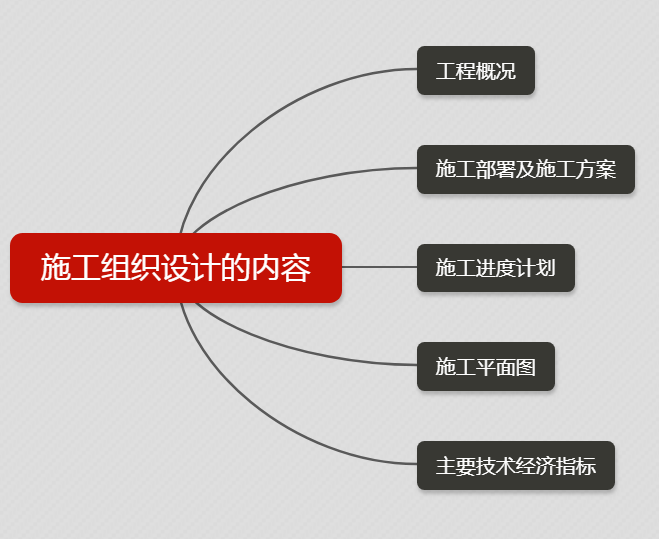 施工组织设计的内容
工程概况
施工部署及施工方案
施工进度计划
施工平面图
主要技术经济指标